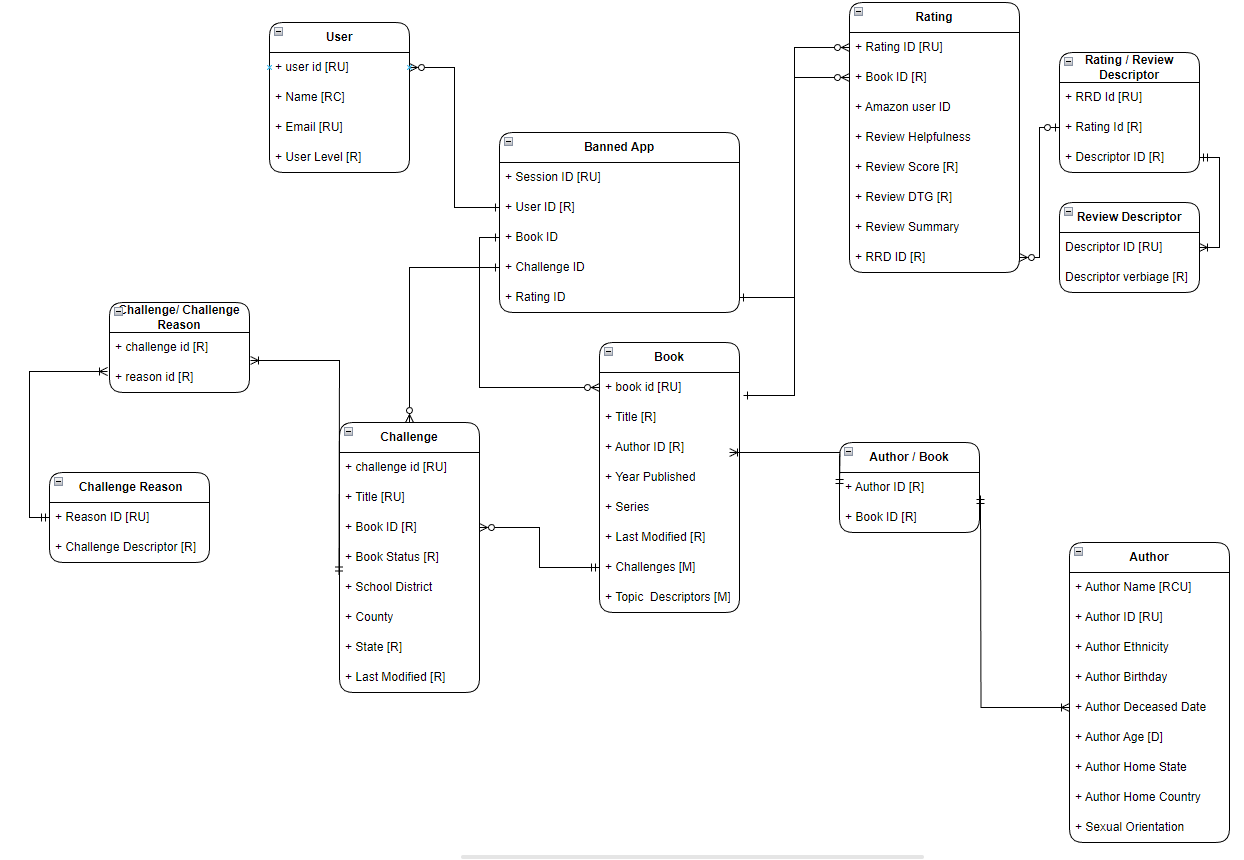 User
+ user id [RU]
+ Name [RC]
+ Email [RU]
+ User Level [R]
Banned App
+ Session ID [RU]
+ User ID [R]
+ Book ID
+ Challenge ID
+ Rating ID
Rating
+ Rating ID [RU]
+ Book ID [R]
+ Amazon user ID
+ Review Helpfulness
+ Review Score [R]
+ Review DTG [R]
+ Review Summary
+ RRD ID [R]
Rating / Review
Descriptor
+ RRD Id [RU]
+ Rating Id [R]
+ Descriptor ID [R]
Review Descriptor
Descriptor ID [RU]
Descriptor verbiage [R]
Challenge/ Challenge
Reason
+ challenge id [R]
+ reason id [R]
Challenge Reason
+ Reason ID [RU]
+ Challenge Descriptor [R]
Challenge
+ challenge id [RU]
+ Title [RU]
+ Book ID [R]
+ Book Status [R]
+ School District
+ County
+ State [R]
+ Last Modified [R]
Book
+ book id [RU]
+ Title [R]
+ Author ID [R]
+ Year Published
+ Series
+ Last Modified [R]
+ Challenges [M]
+ Topic  Descriptors [M]
Author / Book
+ Author ID [R]
+ Book ID [R]
Author
+ Author Name [RCU]
+ Author ID [RU]
+ Author Ethnicity
+ Author Birthday
+ Author Deceased Date
+ Author Age [D]
+ Author Home State
+ Author Home Country
+ Sexual Orientation